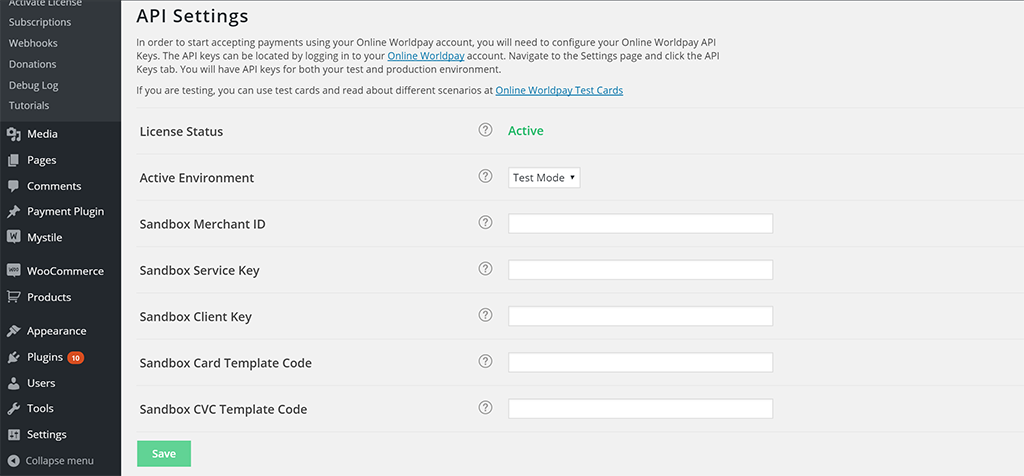 Activate License
Subscriptions
Webhooks
Donations
Debug Log
Tutorials
Media
Pages
Comments
Payment Plugin
Mystile
WooCommerce
Products
Appearance
Plugins 10
Users
Tools
Settings
Collapse menu
API Settings
In order to start accepting payments using your Online Worldpay account, you will need to configure your Online Worldpay API
Keys. The API keys can be located by logging in to your Online Worldpay account. Navigate to the Settings page and click the API
Keys tab. You will have API keys for both your test and production environment.
If you are testing, you can use test cards and read about different scenarios at Online Worldpay Test Cards
License Status ? Active
Active Environment ? Test Mode
Sandbox Merchant ID ?
Sandbox Service Key ?
Sandbox Client Key ?
Sandbox Card Template Code ?
Sandbox CVC Template Code ?
Save